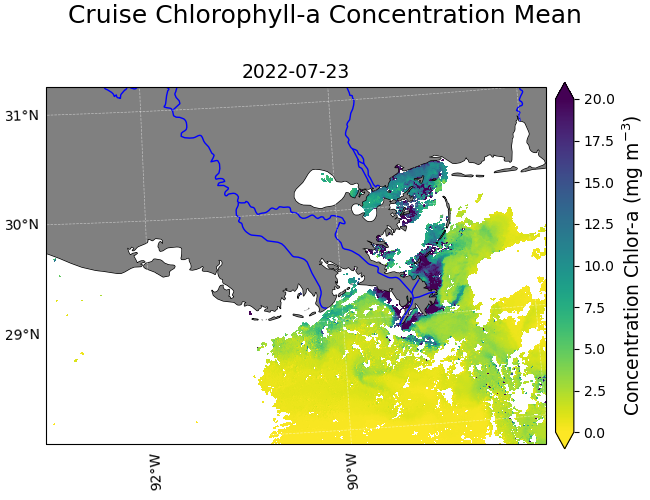 Cruise Chlorophyll-a Concentration Mean
2022-07-23
31°N
30°N
29°N
92°W
90°W
20.0
17.5
15.0
12.5
10.0
7.5
5.0
2.5
0.0
Concentration Chlor-a (mg m⁻³)